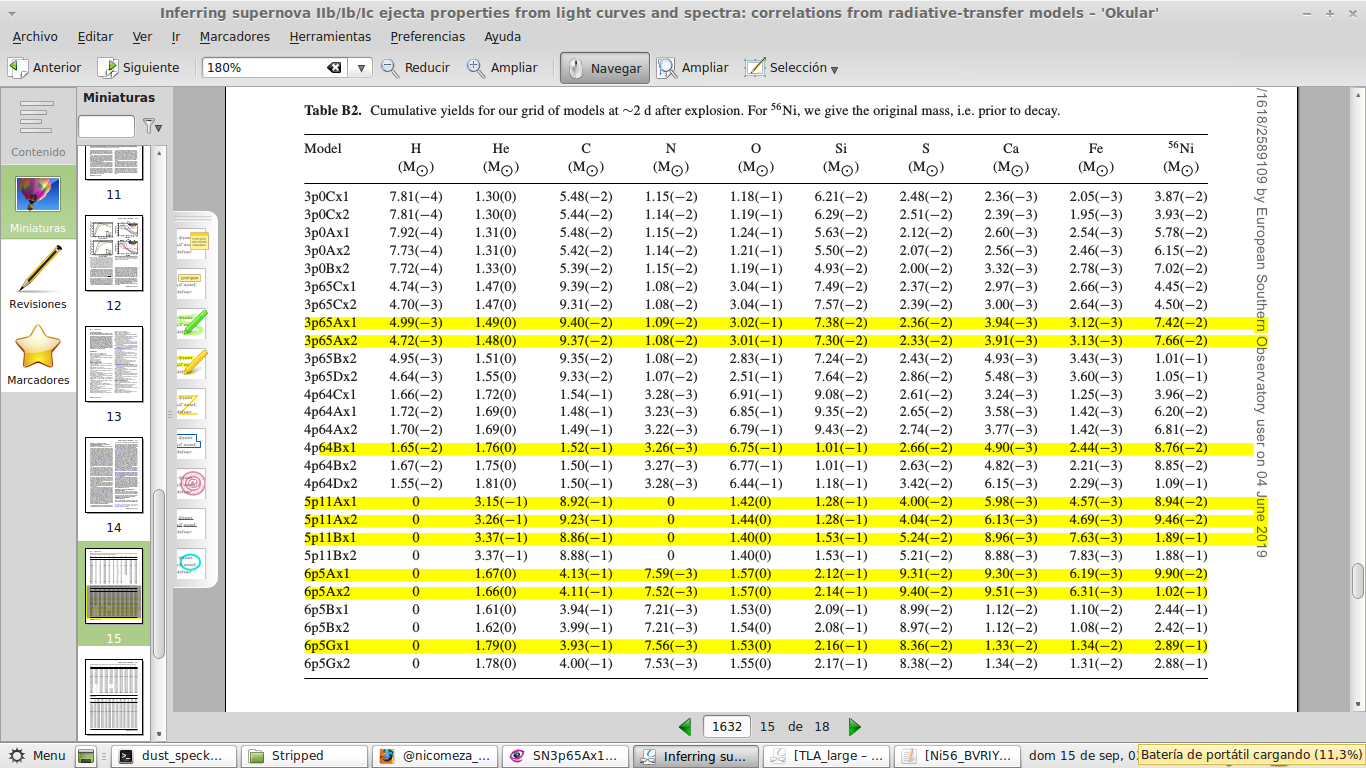 Inferring supernova IIb/Ib/Ic ejecta properties from light curves and spectra: correlations from radiative-transfer models – 'Okular'
Archivo Editar Ver Ir Marcadores Herramientas Preferencias Ayuda
Anterior Siguiente 180% Reducir Ampliar Navegar Ampliar Selección
Contenido
Miniaturas
Revisiones
Marcadores
Miniaturas
11
12
13
14
15
Table B2. Cumulative yields for our grid of models at ∼2 d after explosion. For ⁵⁶Ni, we give the original mass, i.e. prior to decay.
Model H He C N O Si S Ca Fe ⁵⁶Ni
(M⊙) (M⊙) (M⊙) (M⊙) (M⊙) (M⊙) (M⊙) (M⊙) (M⊙) (M⊙)
3p0Cx1 7.81(−4) 1.30(0) 5.48(−2) 1.15(−2) 1.18(−1) 6.21(−2) 2.48(−2) 2.36(−3) 2.05(−3) 3.87(−2)
3p0Cx2 7.81(−4) 1.30(0) 5.44(−2) 1.14(−2) 1.19(−1) 6.29(−2) 2.51(−2) 2.39(−3) 1.95(−3) 3.93(−2)
3p0Ax1 7.92(−4) 1.31(0) 5.48(−2) 1.15(−2) 1.24(−1) 5.63(−2) 2.12(−2) 2.60(−3) 2.54(−3) 5.78(−2)
3p0Ax2 7.73(−4) 1.31(0) 5.42(−2) 1.14(−2) 1.21(−1) 5.50(−2) 2.07(−2) 2.56(−3) 2.46(−3) 6.15(−2)
3p0Bx2 7.72(−4) 1.33(0) 5.39(−2) 1.15(−2) 1.19(−1) 4.93(−2) 2.00(−2) 3.32(−3) 2.78(−3) 7.02(−2)
3p65Cx1 4.74(−3) 1.47(0) 9.39(−2) 1.08(−2) 3.04(−1) 7.49(−2) 2.37(−2) 2.97(−3) 2.66(−3) 4.45(−2)
3p65Cx2 4.70(−3) 1.47(0) 9.31(−2) 1.08(−2) 3.04(−1) 7.57(−2) 2.39(−2) 3.00(−3) 2.64(−3) 4.50(−2)
3p65Ax1 4.99(−3) 1.49(0) 9.40(−2) 1.09(−2) 3.02(−1) 7.38(−2) 2.36(−2) 3.94(−3) 3.12(−3) 7.42(−2)
3p65Ax2 4.72(−3) 1.48(0) 9.37(−2) 1.08(−2) 3.01(−1) 7.30(−2) 2.33(−2) 3.91(−3) 3.13(−3) 7.66(−2)
3p65Bx2 4.95(−3) 1.51(0) 9.35(−2) 1.08(−2) 2.83(−1) 7.24(−2) 2.43(−2) 4.93(−3) 3.43(−3) 1.01(−1)
3p65Dx2 4.64(−3) 1.55(0) 9.33(−2) 1.07(−2) 2.51(−1) 7.64(−2) 2.86(−2) 5.48(−3) 3.60(−3) 1.05(−1)
4p64Cx1 1.66(−2) 1.72(0) 1.54(−1) 3.28(−3) 6.91(−1) 9.08(−2) 2.61(−2) 3.24(−3) 1.25(−3) 3.96(−2)
4p64Ax1 1.72(−2) 1.69(0) 1.48(−1) 3.23(−3) 6.85(−1) 9.35(−2) 2.65(−2) 3.58(−3) 1.42(−3) 6.20(−2)
4p64Ax2 1.70(−2) 1.69(0) 1.49(−1) 3.22(−3) 6.79(−1) 9.43(−2) 2.74(−2) 3.77(−3) 1.42(−3) 6.81(−2)
4p64Bx1 1.65(−2) 1.76(0) 1.52(−1) 3.26(−3) 6.75(−1) 1.01(−1) 2.66(−2) 4.90(−3) 2.44(−3) 8.76(−2)
4p64Bx2 1.67(−2) 1.75(0) 1.50(−1) 3.27(−3) 6.77(−1) 1.01(−1) 2.63(−2) 4.82(−3) 2.21(−3) 8.85(−2)
4p64Dx2 1.55(−2) 1.81(0) 1.50(−1) 3.28(−3) 6.44(−1) 1.18(−1) 3.42(−2) 6.15(−3) 2.29(−3) 1.09(−1)
5p11Ax1 0 3.15(−1) 8.92(−1) 0 1.42(0) 1.28(−1) 4.00(−2) 5.98(−3) 4.57(−3) 8.94(−2)
5p11Ax2 0 3.26(−1) 9.23(−1) 0 1.44(0) 1.28(−1) 4.04(−2) 6.13(−3) 4.69(−3) 9.46(−2)
5p11Bx1 0 3.37(−1) 8.86(−1) 0 1.40(0) 1.53(−1) 5.24(−2) 8.96(−3) 7.63(−3) 1.89(−1)
5p11Bx2 0 3.37(−1) 8.88(−1) 0 1.40(0) 1.53(−1) 5.21(−2) 8.88(−3) 7.83(−3) 1.88(−1)
6p5Ax1 0 1.67(0) 4.13(−1) 7.59(−3) 1.57(0) 2.12(−1) 9.31(−2) 9.30(−3) 6.19(−3) 9.90(−2)
6p5Ax2 0 1.66(0) 4.11(−1) 7.52(−3) 1.57(0) 2.14(−1) 9.40(−2) 9.51(−3) 6.31(−3) 1.02(−1)
6p5Bx1 0 1.61(0) 3.94(−1) 7.21(−3) 1.53(0) 2.09(−1) 8.99(−2) 1.12(−2) 1.10(−2) 2.44(−1)
6p5Bx2 0 1.62(0) 3.99(−1) 7.21(−3) 1.54(0) 2.08(−1) 8.97(−2) 1.12(−2) 1.08(−2) 2.42(−1)
6p5Gx1 0 1.79(0) 3.93(−1) 7.56(−3) 1.53(0) 2.16(−1) 8.36(−2) 1.33(−2) 1.34(−2) 2.89(−1)
6p5Gx2 0 1.78(0) 4.00(−1) 7.53(−3) 1.55(0) 2.17(−1) 8.38(−2) 1.34(−2) 1.31(−2) 2.88(−1)
/1618/2589109 by European Southern Observatory user on 04 June 2019
1632 15 de 18
Menu dust_speck... Stripped @nicomeza_... SN3p65Ax1... Inferring su... [TLA_large – ... [Ni56_BVRIY... dom 15 de sep, 0 Batería de portátil cargando (11,3%)